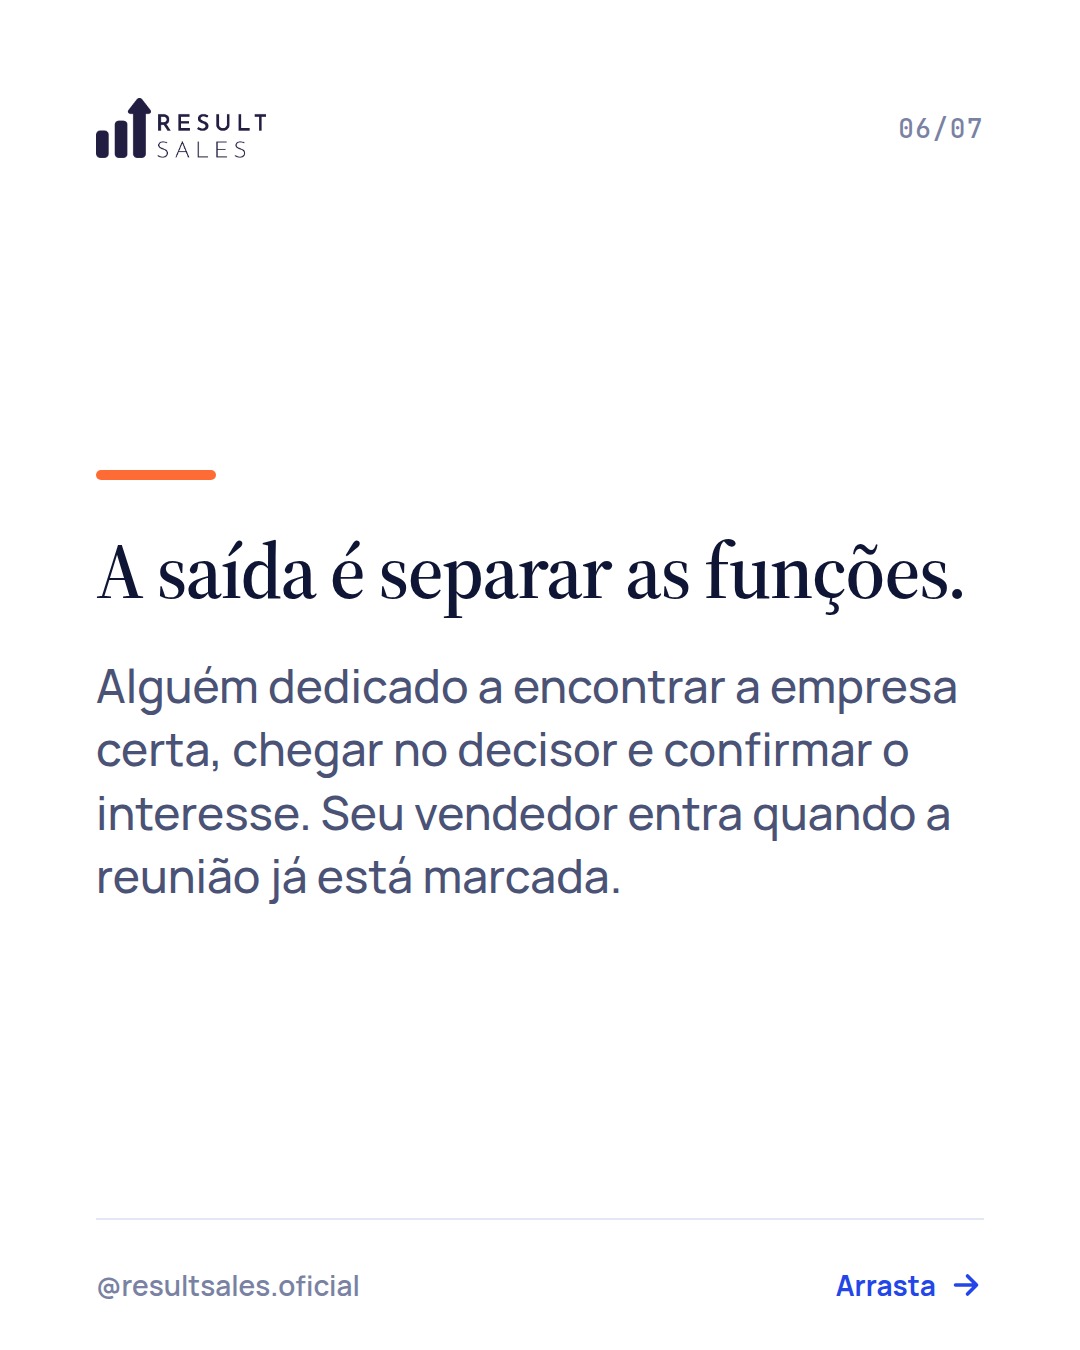 RESULT
SALES
06/07
A saída é separar as funções.
Alguém dedicado a encontrar a empresa
certa, chegar no decisor e confirmar o
interesse. Seu vendedor entra quando a
reunião já está marcada.
@resultsales.oficial
Arrasta →